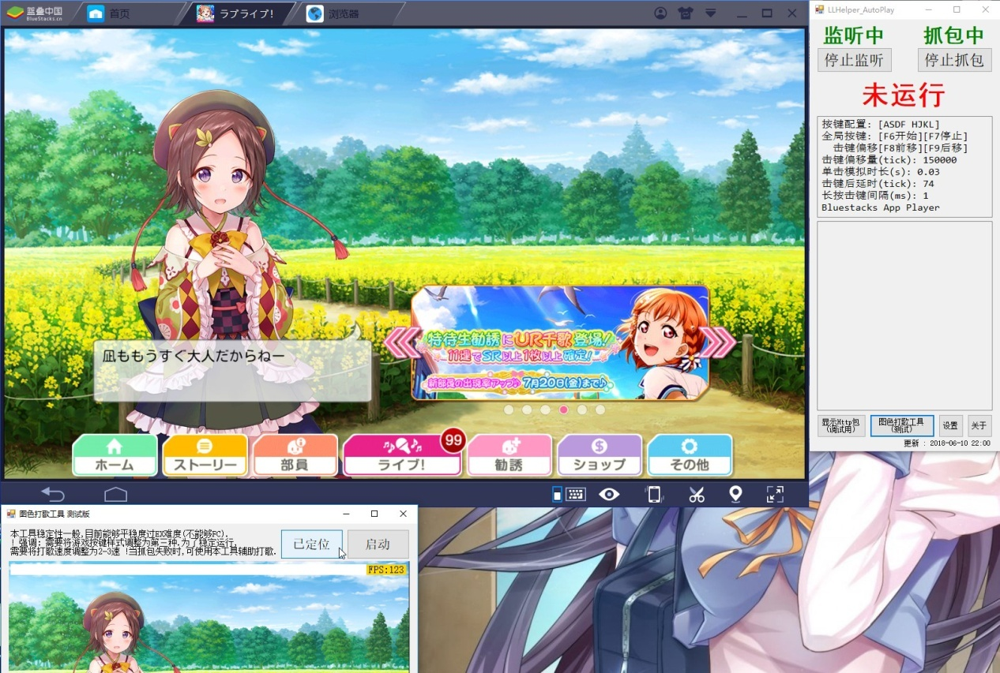 蓝叠中国
BlueStacks.cn
首页
ラブライブ！
浏览器
LLHelper_AutoPlay
监听中
抓包中
停止监听
停止抓包
未运行
按键配置: [ASDF HJKL]
全局按键: [F6开始][F7停止]
击键偏移[F8前移][F9后移]
击键偏移量(tick): 150000
单击模拟时长(s): 0.03
击键后延时(tick): 74
长按击键间隔(ms): 1
Bluestacks App Player
特待生勧誘にUR千歌登場!
11連でSR以上1枚以上確定!
新部員の出現率アップ♪ 7月20日(金)まで♪
凪ももうすぐ大人だからねー
99
ホーム
ストーリー
部員
ライブ!
勧誘
ショップ
その他
显示Http包
(调试用)
图色打歌工具
(测试)
设置
关于
更新 : 2018-06-10 22:00
图色打歌工具 测试版
本工具稳定性一般,目前能够平稳度过EX难度(不能够FC).
！强调: 需要将游戏按键样式调整为第三种,为了稳定运行,
需要将打歌速度调整为2-3速 !当抓包失败时,可使用本工具辅助打歌.
已定位
启动
FPS:123